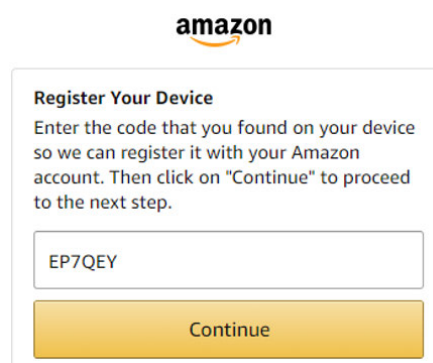 amazon
Register Your Device
Enter the code that you found on your device
so we can register it with your Amazon
account. Then click on "Continue" to proceed
to the next step.
EP7QEY
Continue